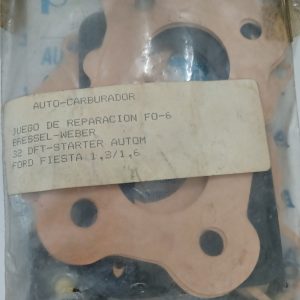 AUTO-CARBURADOR
JUEGO DE REPARACION FO-6
BRESSEL-WEBER
32 DFT-STARTER AUTOM
FORD FIESTA 1,3/1,6